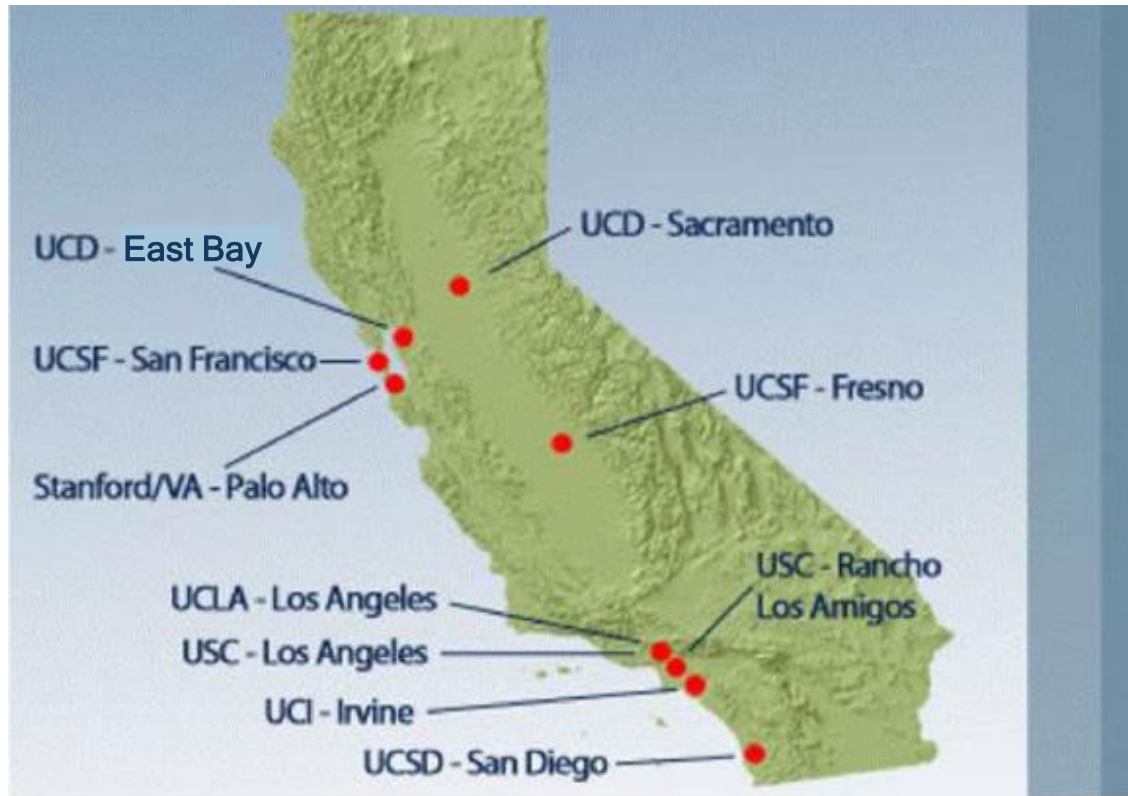 UCD - Sacramento
UCD - East Bay
UCSF - San Francisco
UCSF - Fresno
Stanford/VA - Palo Alto
USC - Rancho
Los Amigos
UCLA - Los Angeles
USC - Los Angeles
UCI - Irvine
UCSD - San Diego